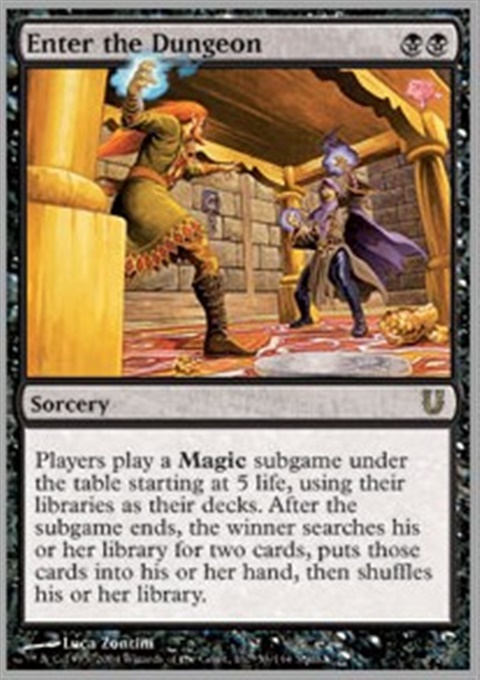 Enter the Dungeon
Sorcery
Players play a Magic subgame under
the table starting at 5 life, using their
libraries as their decks. After the
subgame ends, the winner searches his
or her library for two cards, puts those
cards into his or her hand, then shuffles
his or her library.
Luca Zontini